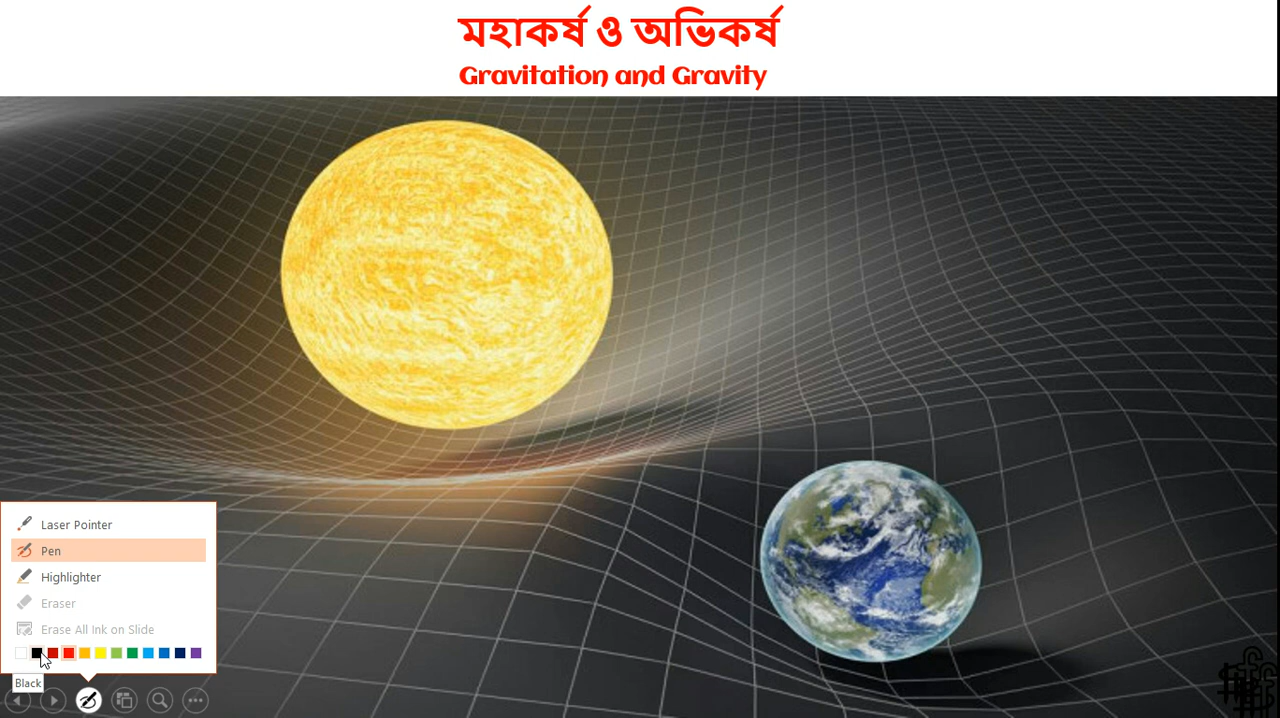 মহাকর্ষ ও অভিকর্ষ
Gravitation and Gravity
Laser Pointer
Pen
Highlighter
Eraser
Erase All Ink on Slide
Black